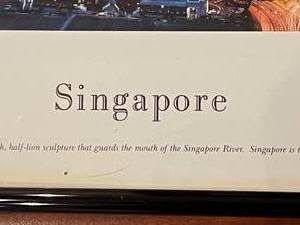 Singapore
half-lion sculpture that guards the mouth of the Singapore River. Singapore is